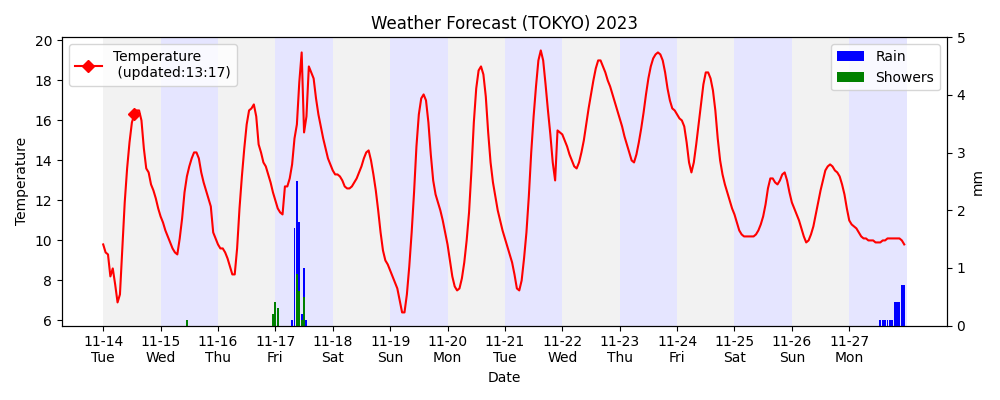 Weather Forecast (TOKYO) 2023
Temperature
(updated:13:17)
Rain
Showers
20
18
16
14
12
10
8
6
Temperature
5
4
3
2
1
0
mm
11-14 11-15 11-16 11-17 11-18 11-19 11-20 11-21 11-22 11-23 11-24 11-25 11-26 11-27
Tue Wed Thu Fri Sat Sun Mon Tue Wed Thu Fri Sat Sun Mon
Date